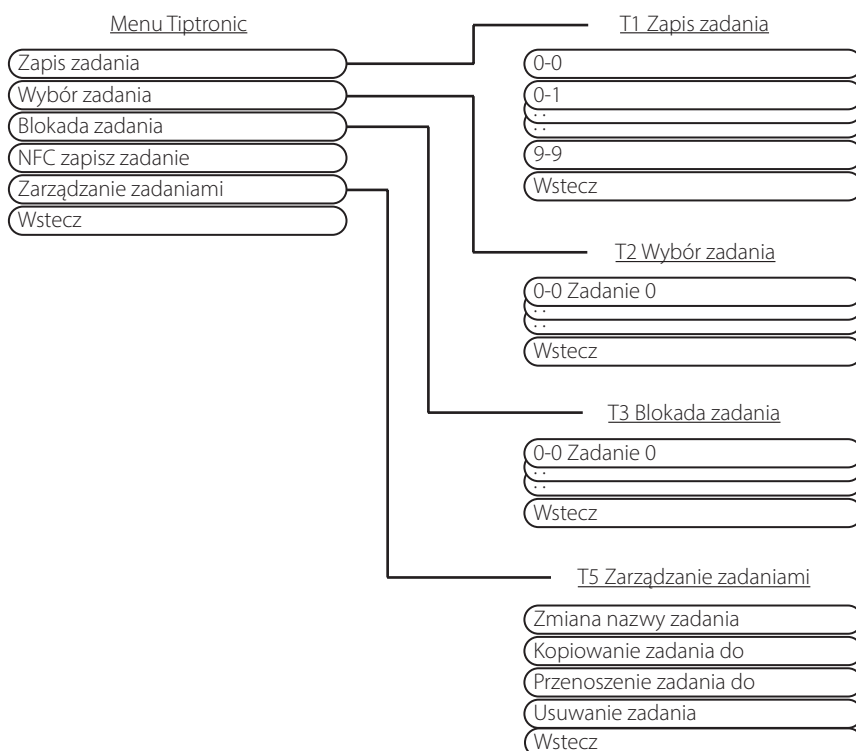 Menu Tiptronic
Zapis zadania
Wybór zadania
Blokada zadania
NFC zapisz zadanie
Zarządzanie zadaniami
Wstecz
T1 Zapis zadania
0-0
0-1
: :
: :
9-9
Wstecz
T2 Wybór zadania
0-0 Zadanie 0
: :
: :
Wstecz
T3 Blokada zadania
0-0 Zadanie 0
: :
: :
Wstecz
T5 Zarządzanie zadaniami
Zmiana nazwy zadania
Kopiowanie zadania do
Przenoszenie zadania do
Usuwanie zadania
Wstecz